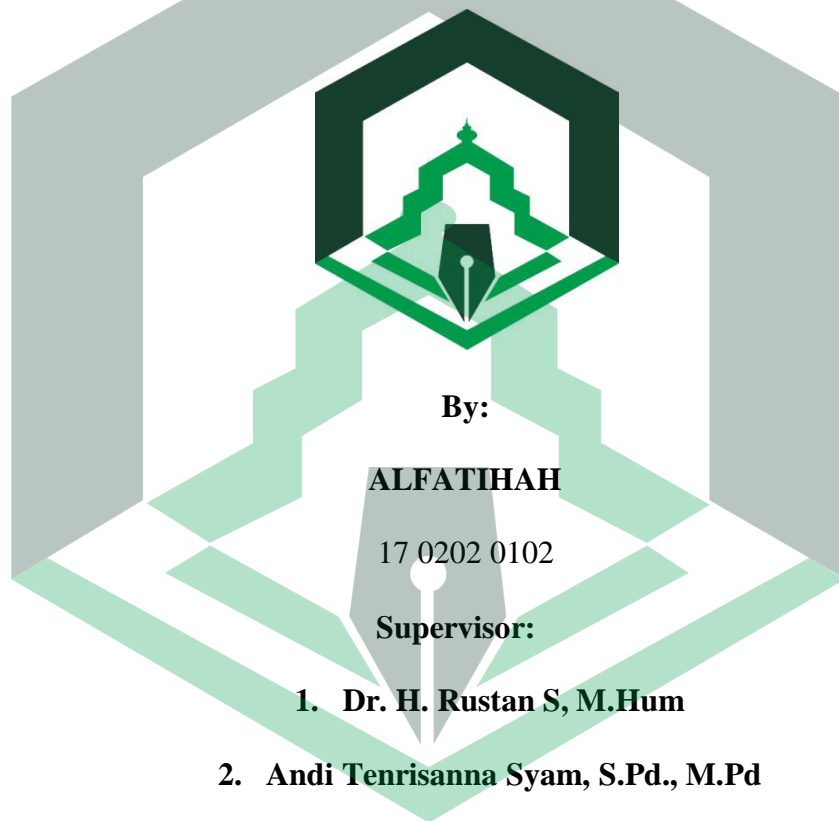 By:
ALFATIHAH
17 0202 0102
Supervisor:
1. Dr. H. Rustan S, M.Hum
2. Andi Tenrisanna Syam, S.Pd., M.Pd